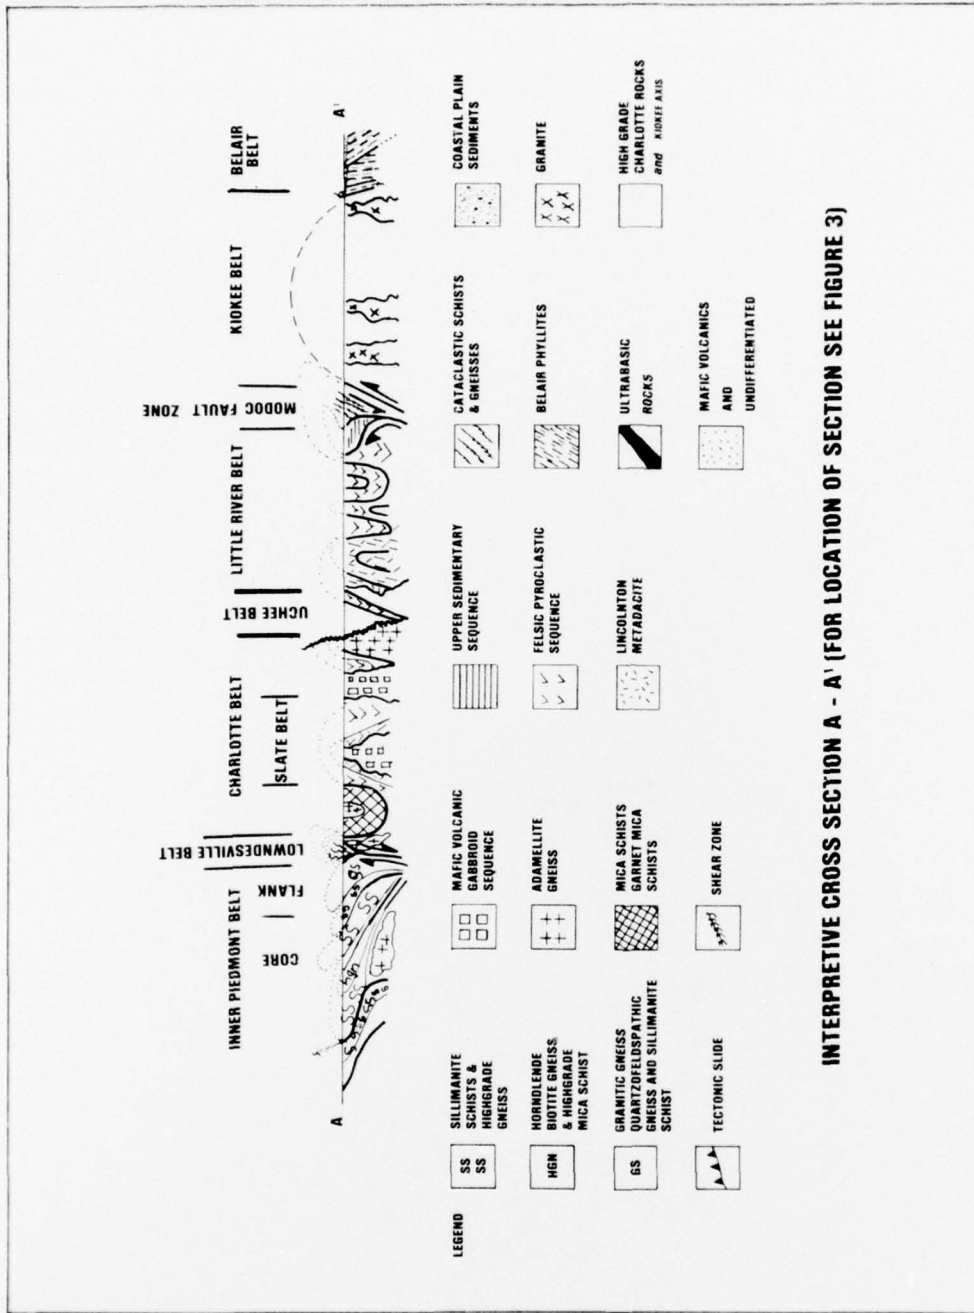 INNER PIEDMONT BELT
CORE
FLANK
LOWNDESVILLE BELT
CHARLOTTE BELT
SLATE BELT
UCHEE BELT
LITTLE RIVER BELT
MODOC FAULT ZONE
KIOKEE BELT
BELAIR
BELT
A
A'
LEGEND
SS
SS
SILLIMANITE
SCHISTS &
HIGHGRADE
GNEISS
HGN
HORNDLENDE
BIOTITE GNEISS
& HIGHGRADE
MICA SCHIST
GS
GRANITIC GNEISS
QUARTZOFELDSPATHIC
GNEISS AND SILLIMANITE
SCHIST
TECTONIC SLIDE
MAFIC VOLCANIC
GABBROID
SEQUENCE
ADAMELLITE
GNEISS
MICA SCHISTS
GARNET MICA
SCHISTS
SHEAR ZONE
UPPER SEDIMENTARY
SEQUENCE
FELSIC PYROCLASTIC
SEQUENCE
LINCOLNTON
METADACITE
CATACLASTIC SCHISTS
& GNEISSES
BELAIR PHYLLITES
ULTRABASIC
ROCKS
MAFIC VOLCANICS
AND
UNDIFFERENTIATED
COASTAL PLAIN
SEDIMENTS
GRANITE
HIGH GRADE
CHARLOTTE ROCKS
and KIOKEE AXIS
INTERPRETIVE CROSS SECTION A - A' (FOR LOCATION OF SECTION SEE FIGURE 3)